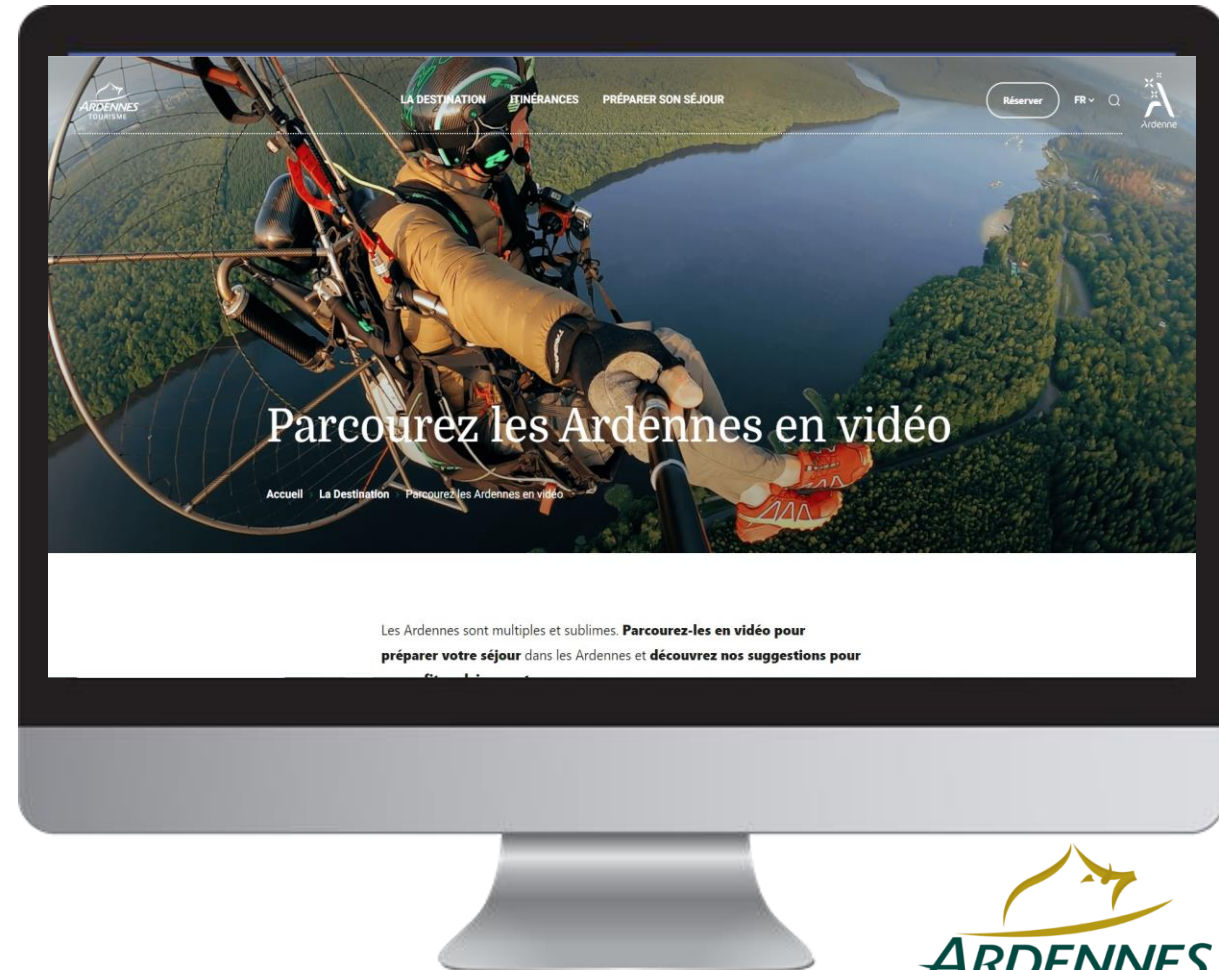 ARDENNES
TOURISME
LA DESTINATION ITINÉRANCES PRÉPARER SON SÉJOUR
Réserver FR
Ardenne
Parcourez les Ardennes en vidéo
Accueil La Destination Parcourez les Ardennes en vidéo
Les Ardennes sont multiples et sublimes. Parcourez-les en vidéo pour
préparer votre séjour dans les Ardennes et découvrez nos suggestions pour
ARDENNES